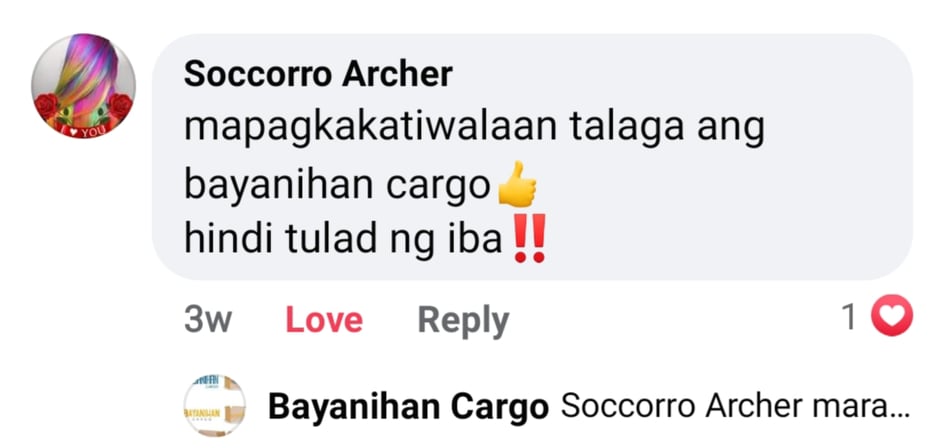 Soccorro Archer
mapagkakatiwalaan talaga ang
bayanihan cargo👍
hindi tulad ng iba‼️
3w Love Reply 1
Bayanihan Cargo Soccorro Archer mara...
I ♥ YOU
BAYANIHAN